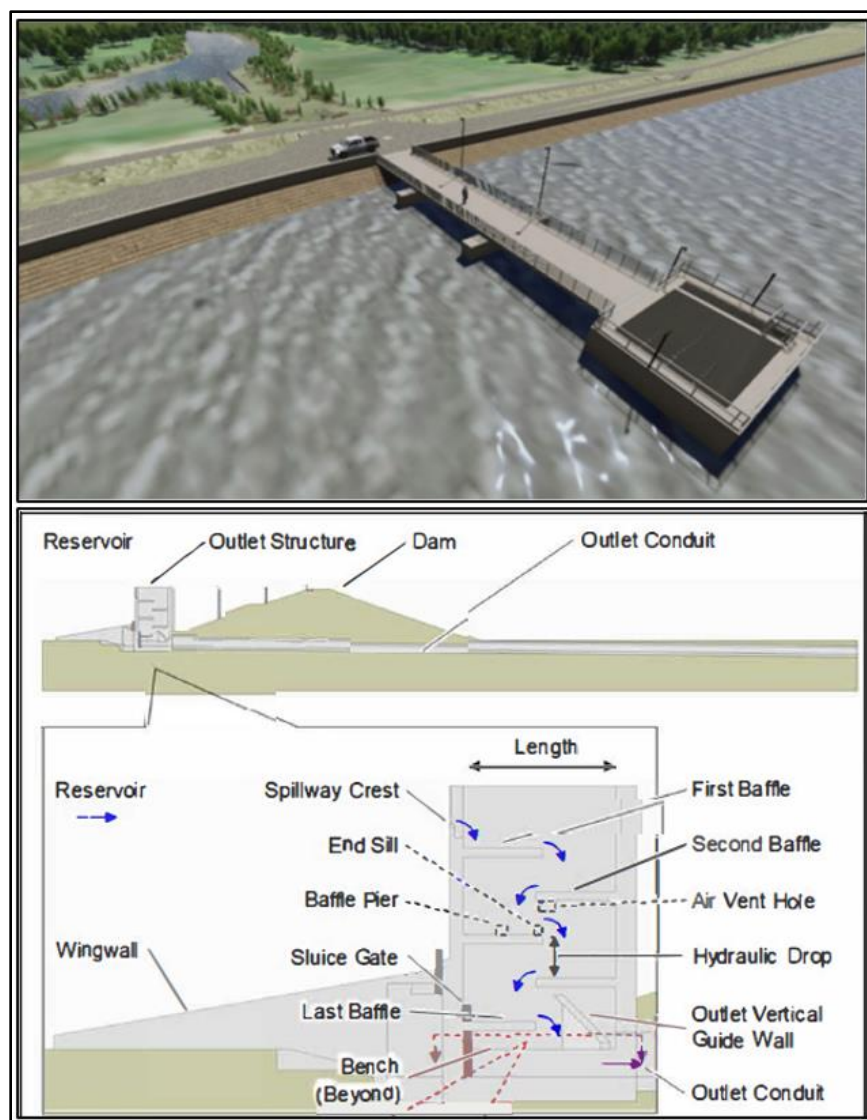 Reservoir
Outlet Structure
Dam
Outlet Conduit
Length
Reservoir
Spillway Crest
First Baffle
End Sill
Second Baffle
Baffle Pier
Air Vent Hole
Wingwall
Sluice Gate
Hydraulic Drop
Last Baffle
Outlet Vertical
Guide Wall
Bench
(Beyond)
Outlet Conduit